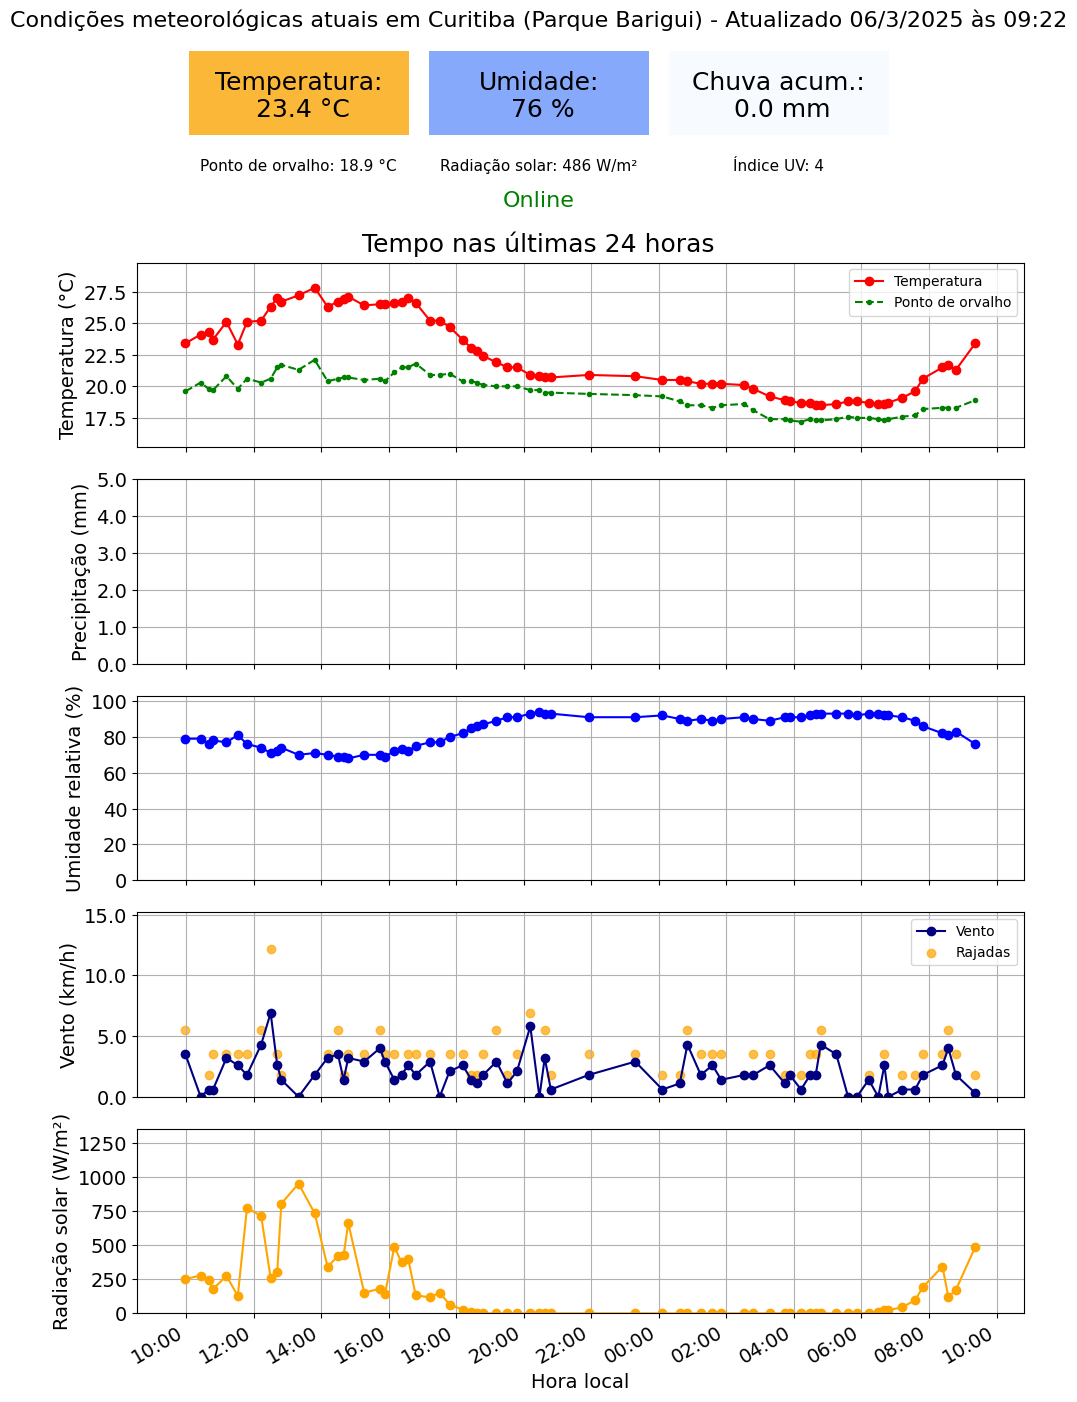 Condições meteorológicas atuais em Curitiba (Parque Barigui) - Atualizado 06/3/2025 às 09:22
Temperatura:
23.4 °C
Umidade:
76 %
Chuva acum.:
0.0 mm
Ponto de orvalho: 18.9 °C
Radiação solar: 486 W/m²
Índice UV: 4
Online
Tempo nas últimas 24 horas
Temperatura (°C)
27.5
25.0
22.5
20.0
17.5
Temperatura
Ponto de orvalho
Precipitação (mm)
5.0
4.0
3.0
2.0
1.0
0.0
Umidade relativa (%)
100
80
60
40
20
0
Vento (km/h)
15.0
10.0
5.0
0.0
Vento
Rajadas
Radiação solar (W/m²)
1250
1000
750
500
250
0
10:00
12:00
14:00
16:00
18:00
20:00
22:00
00:00
02:00
04:00
06:00
08:00
10:00
Hora local